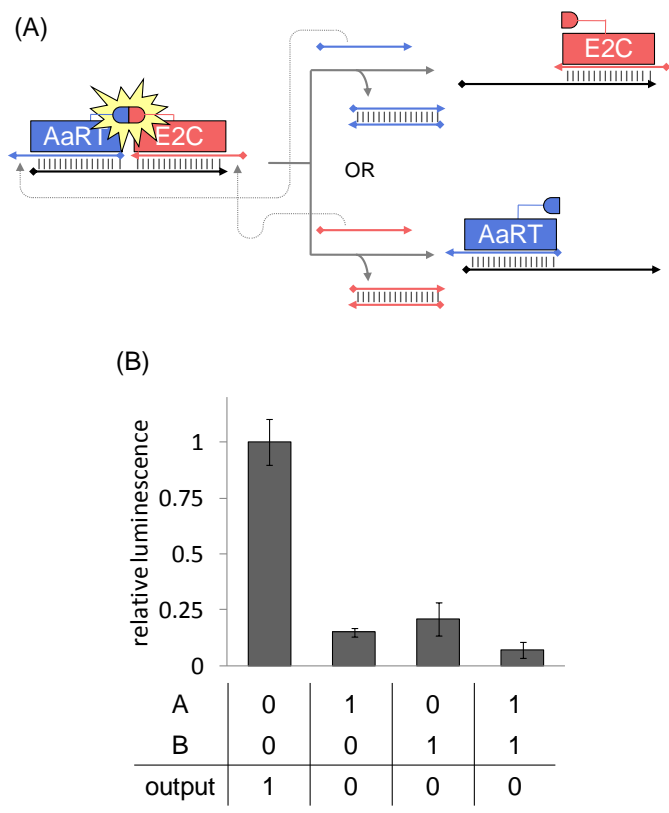 (A)
E2C
AaRT E2C
OR
AaRT
(B)
relative luminescence
1
0.75
0.5
0.25
0
A 0 1 0 1
B 0 0 1 1
output 1 0 0 0